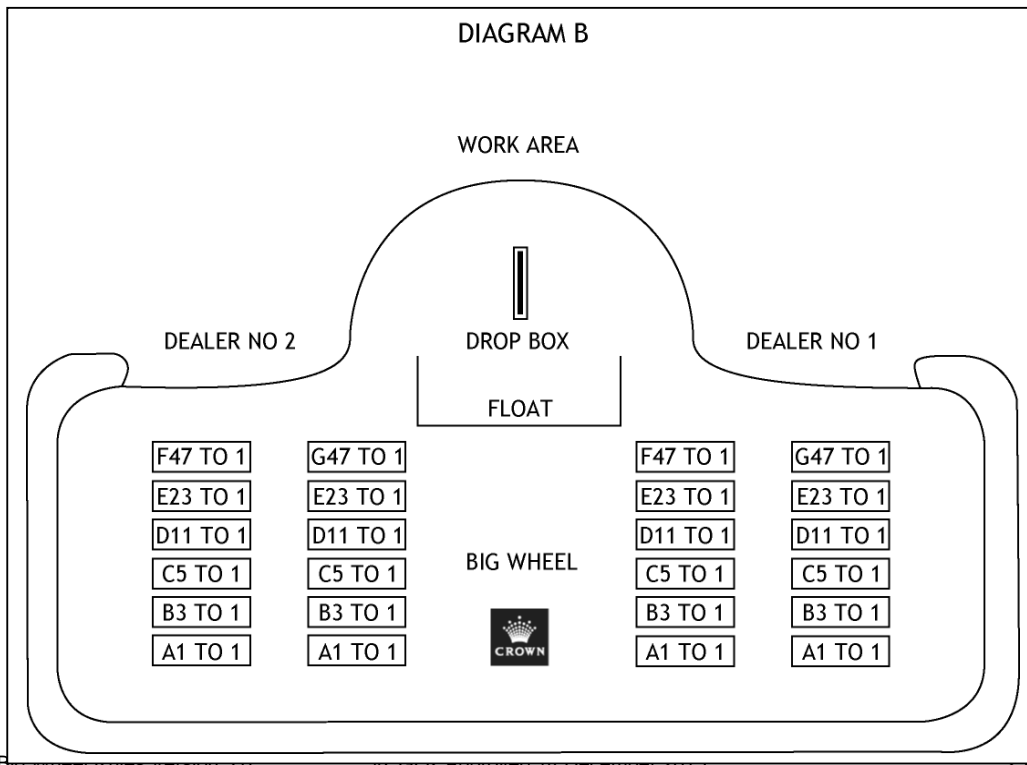 DIAGRAM B
WORK AREA
DEALER NO 2 DROP BOX DEALER NO 1
FLOAT
F47 TO 1 G47 TO 1 F47 TO 1 G47 TO 1
E23 TO 1 E23 TO 1 E23 TO 1 E23 TO 1
D11 TO 1 D11 TO 1 D11 TO 1 D11 TO 1
C5 TO 1 C5 TO 1 BIG WHEEL C5 TO 1 C5 TO 1
B3 TO 1 B3 TO 1 B3 TO 1 B3 TO 1
A1 TO 1 A1 TO 1 CROWN A1 TO 1 A1 TO 1